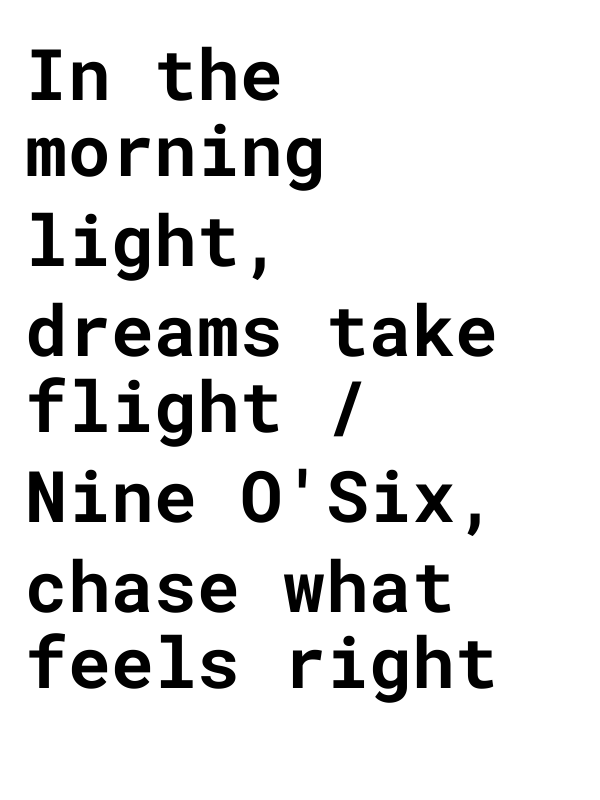 In the
morning
light,
dreams take
flight /
Nine O'Six,
chase what
feels right